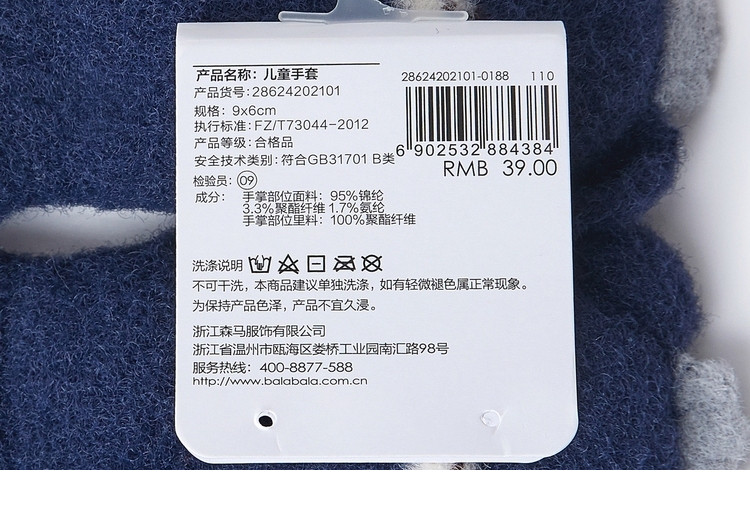 产品名称：儿童手套
产品货号：28624202101
规格：9x6cm
执行标准：FZ/T73044-2012
产品等级：合格品
安全技术类别：符合GB31701 B类
检验员：09
成分： 手掌部位面料：95%锦纶
3.3%聚酯纤维 1.7%氨纶
手掌部位里料：100%聚酯纤维
28624202101-0188 110
6 902532 884384
RMB 39.00
洗涤说明
不可干洗，本商品建议单独洗涤，如有轻微褪色属正常现象。
为保持产品色泽，产品不宜久浸。
浙江森马服饰有限公司
浙江省温州市瓯海区娄桥工业园南汇路98号
服务热线：400-8877-588
http://www.balabala.com.cn